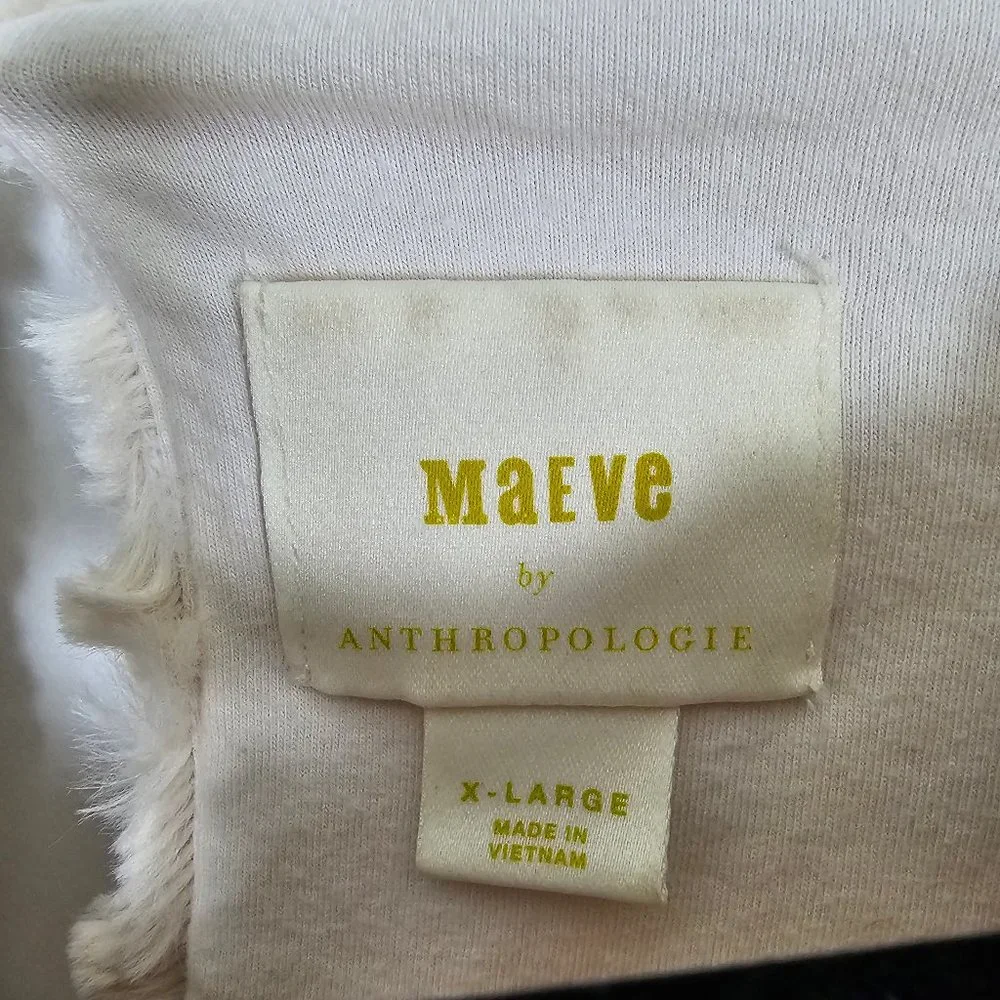 MaEve
by
ANTHROPOLOGIE
X-LARGE
MADE IN
VIETNAM